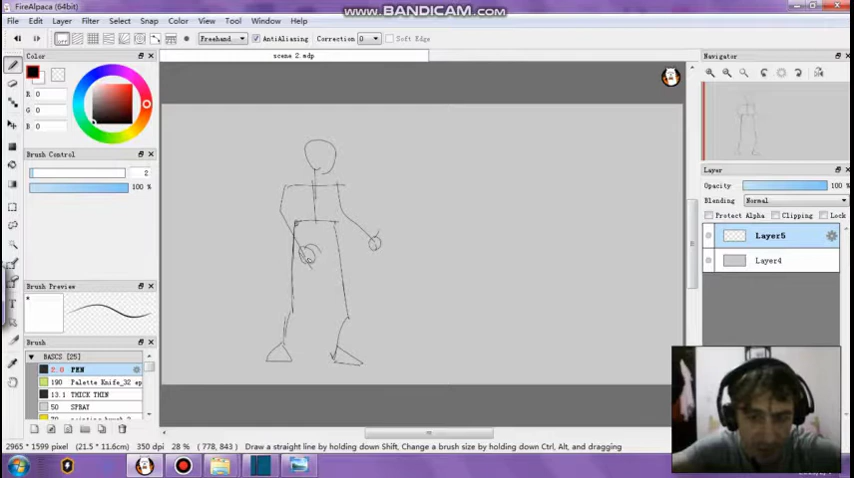 FireAlpaca (64bit)
WWW.BANDICAM.COM
File Edit Layer Filter Select Snap Color View Tool Window Help
off Freehand AntiAliasing Correction 0 Soft Edge
Color
scene 2.mdp
Navigator
R 0
G 0
B 0
Brush Control
2
100 %
Layer
Opacity 100 %
Blending Normal
Protect Alpha Clipping Lock
Layer5
Layer4
Brush Preview
Brush
BASCS [25]
2.0 PEN
190 Palette Knife_32 ep
13.1 THICK THIN
50 SPRAY
2965 * 1599 pixel (21.5 * 11.6cm) 350 dpi 28 % (778, 843) Draw a straight line by holding down Shift, Change a brush size by holding down Ctrl, Alt, and dragging